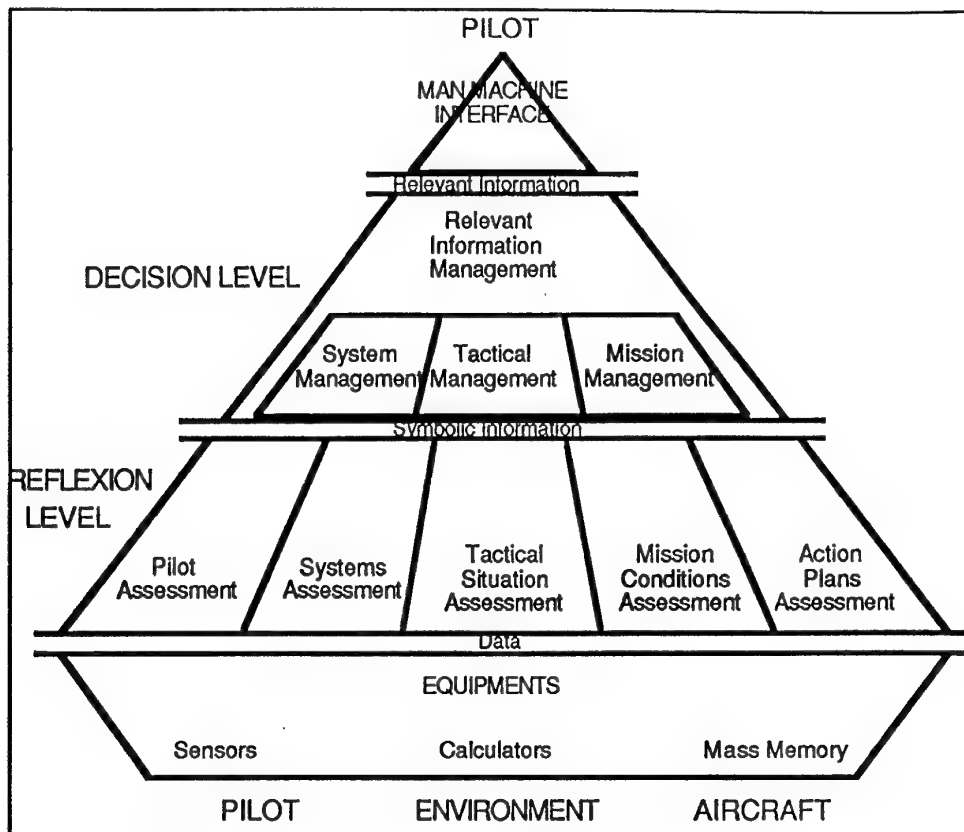 PILOT
MAN MACHINE
INTERFACE
Relevant Information
Relevant
Information
Management
DECISION LEVEL
System
Management
Tactical
Management
Mission
Management
Symbolic Information
REFLEXION
LEVEL
Pilot
Assessment
Systems
Assessment
Tactical
Situation
Assessment
Mission
Conditions
Assessment
Action
Plans
Assessment
Data
EQUIPMENTS
Sensors
Calculators
Mass Memory
PILOT
ENVIRONMENT
AIRCRAFT